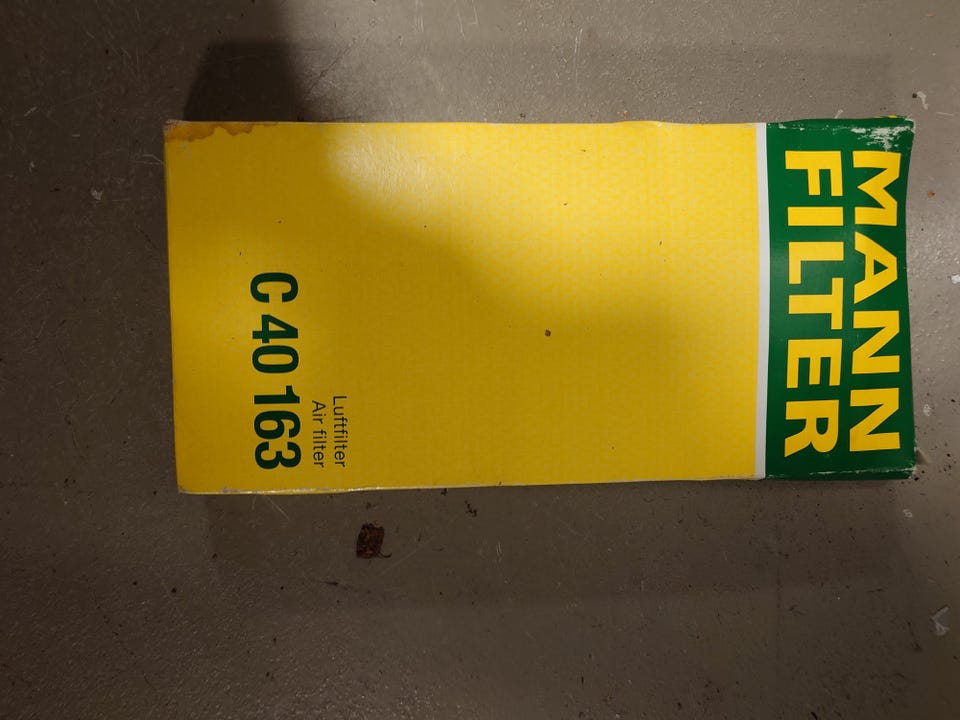 MANN
FILTER
Luftfilter
Air filter
C 40 163